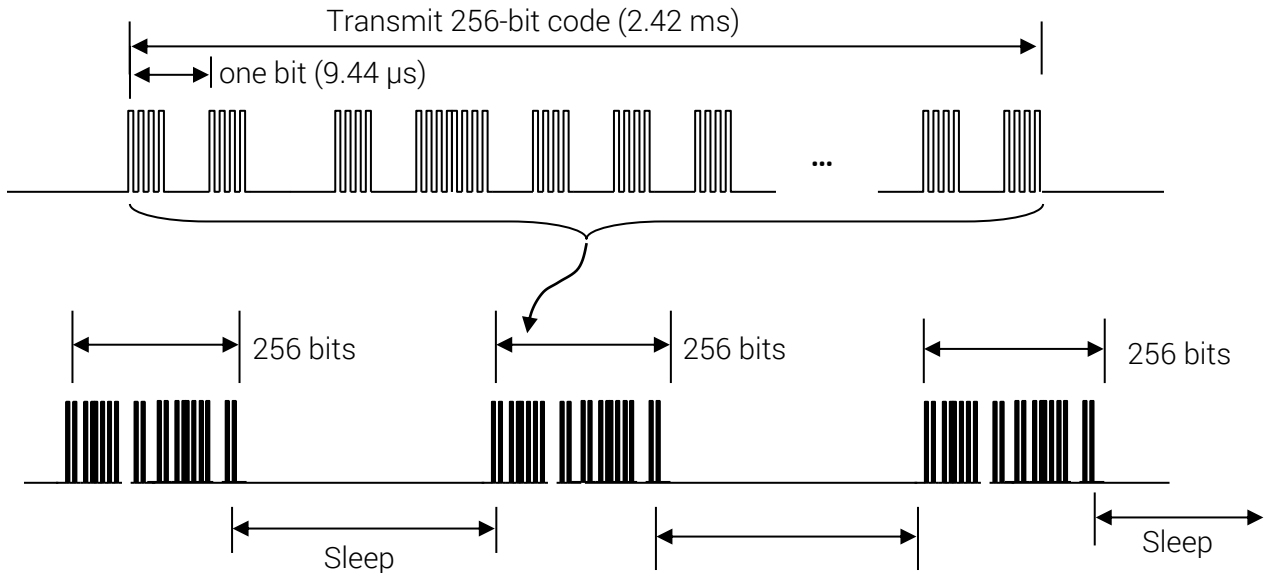 Transmit 256-bit code (2.42 ms)
one bit (9.44 µs)
...
256 bits
256 bits
256 bits
Sleep
Sleep